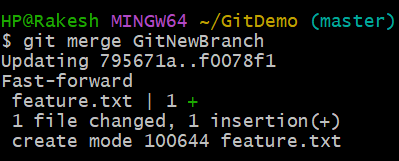 HP@Rakesh MINGW64 ~/GitDemo (master)
$ git merge GitNewBranch
Updating 795671a..f0078f1
Fast-forward
 feature.txt | 1 +
 1 file changed, 1 insertion(+)
 create mode 100644 feature.txt